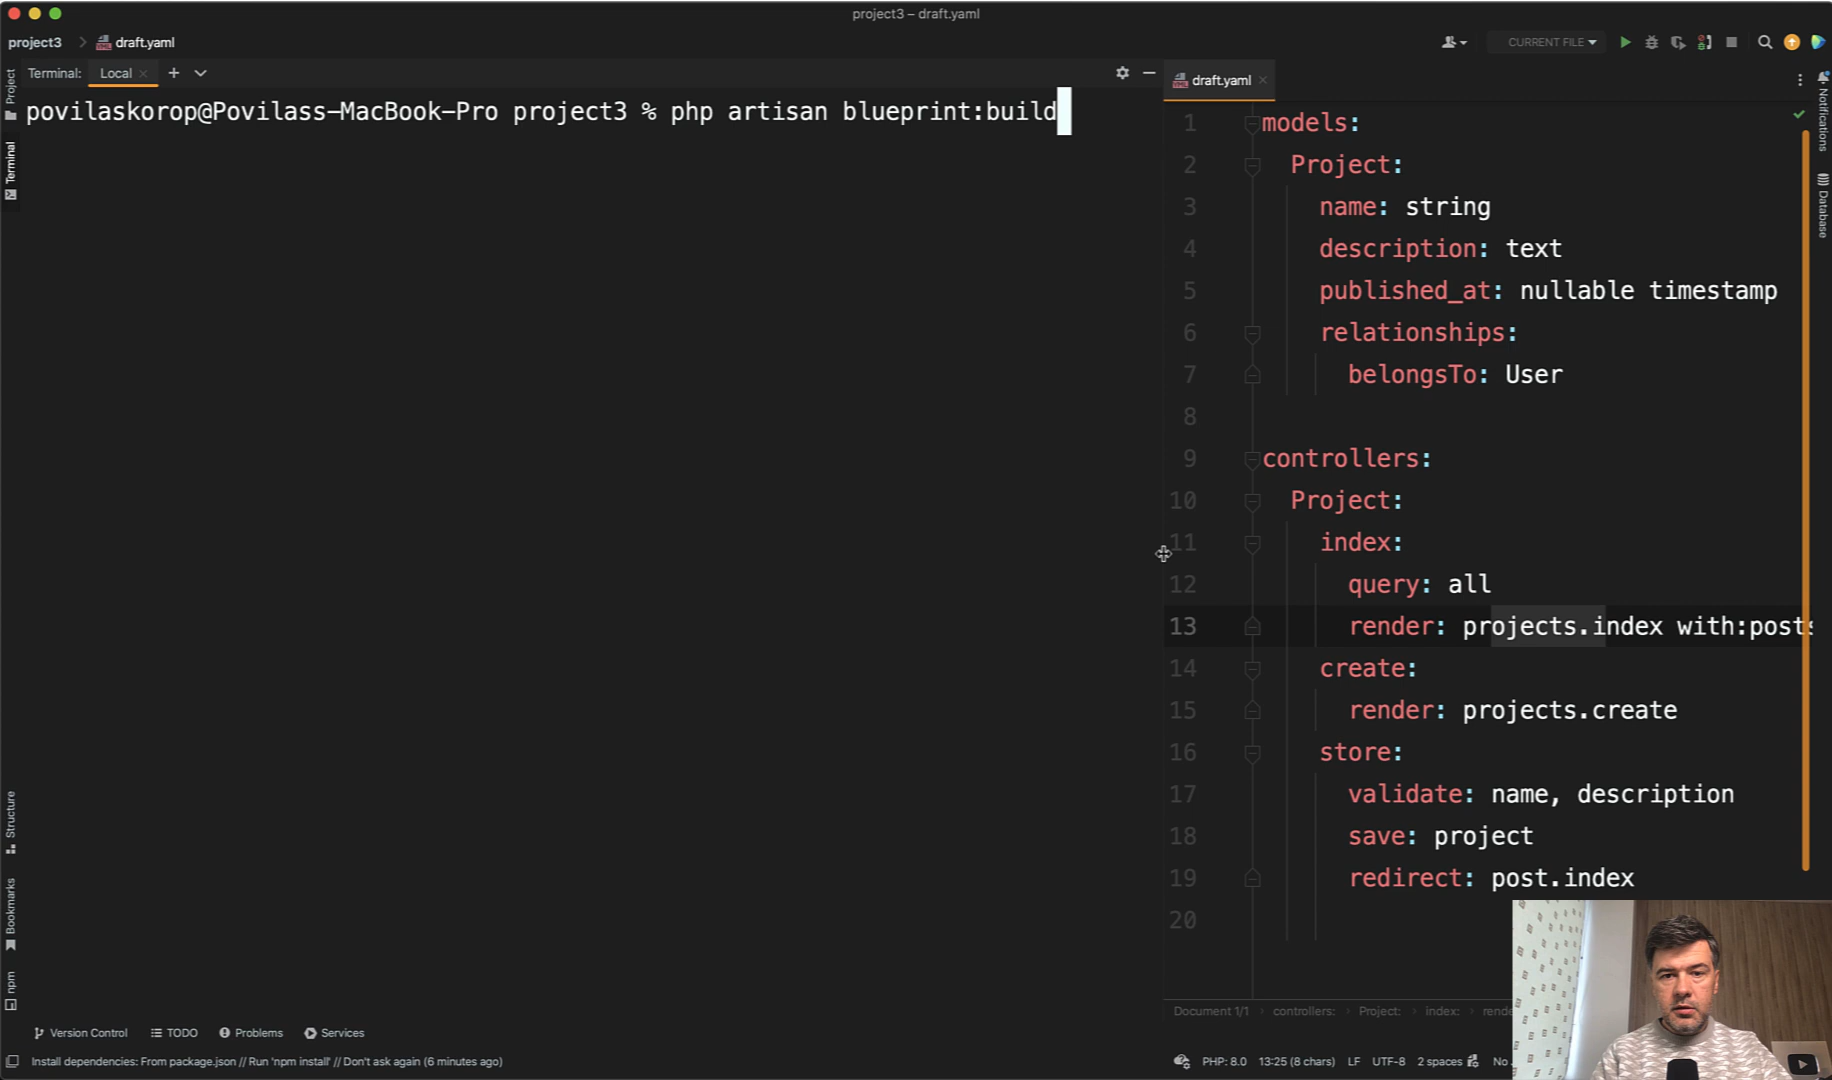 project3 – draft.yaml
project3 > draft.yaml
CURRENT FILE
Terminal: Local
draft.yaml
povilaskorop@Povilass-MacBook-Pro project3 % php artisan blueprint:build
1 models:
2 Project:
3 name: string
4 description: text
5 published_at: nullable timestamp
6 relationships:
7 belongsTo: User
8
9 controllers:
10 Project:
11 index:
12 query: all
13 render: projects.index with:posts
14 create:
15 render: projects.create
16 store:
17 validate: name, description
18 save: project
19 redirect: post.index
20
Project
Terminal
Structure
Bookmarks
npm
Notifications
Database
Document 1/1 > controllers: > Project: > index: > rende
Version Control TODO Problems Services
Install dependencies: From package.json // Run 'npm install' // Don't ask again (6 minutes ago)
PHP: 8.0 13:25 (8 chars) LF UTF-8 2 spaces No